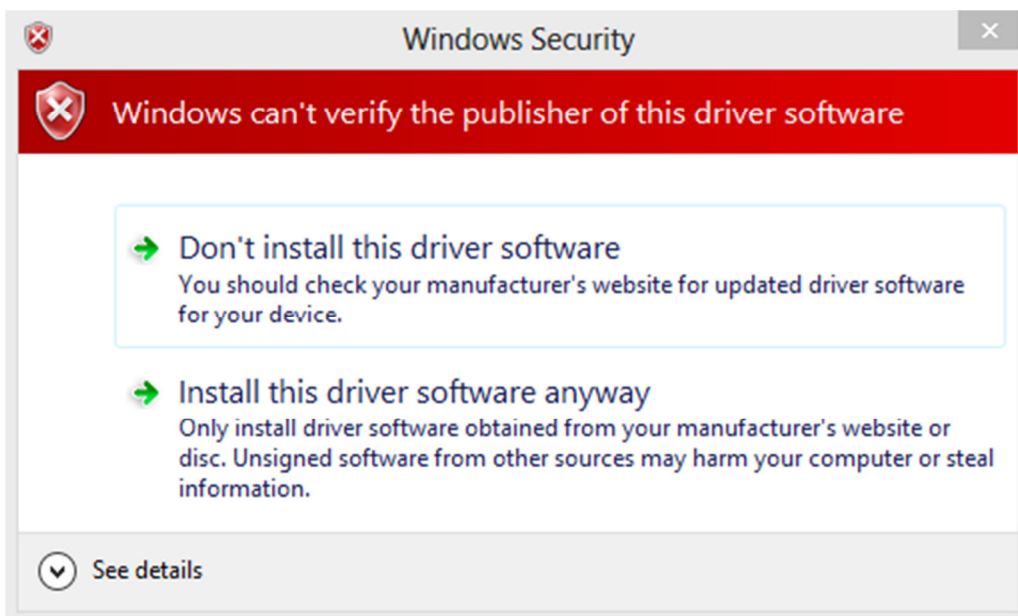 Windows Security
Windows can't verify the publisher of this driver software
Don't install this driver software
You should check your manufacturer's website for updated driver software
for your device.
Install this driver software anyway
Only install driver software obtained from your manufacturer's website or
disc. Unsigned software from other sources may harm your computer or steal
information.
See details